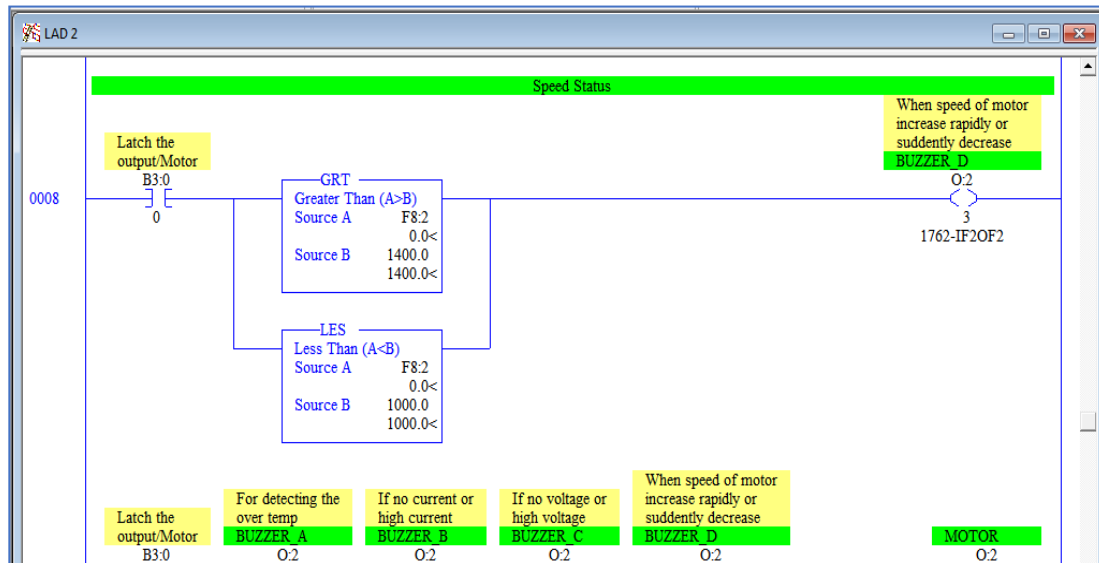 LAD 2
Speed Status
When speed of motor
increase rapidly or
suddently decrease
BUZZER_D
O:2
3
1762-IF2OF2
Latch the
output/Motor
B3:0
0
0008
GRT
Greater Than (A>B)
Source A F8:2
0.0<
Source B 1400.0
1400.0<
LES
Less Than (A<B)
Source A F8:2
0.0<
Source B 1000.0
1000.0<
Latch the
output/Motor
B3:0
For detecting the
over temp
BUZZER_A
O:2
If no current or
high current
BUZZER_B
O:2
If no voltage or
high voltage
BUZZER_C
O:2
When speed of motor
increase rapidly or
suddently decrease
BUZZER_D
O:2
MOTOR
O:2